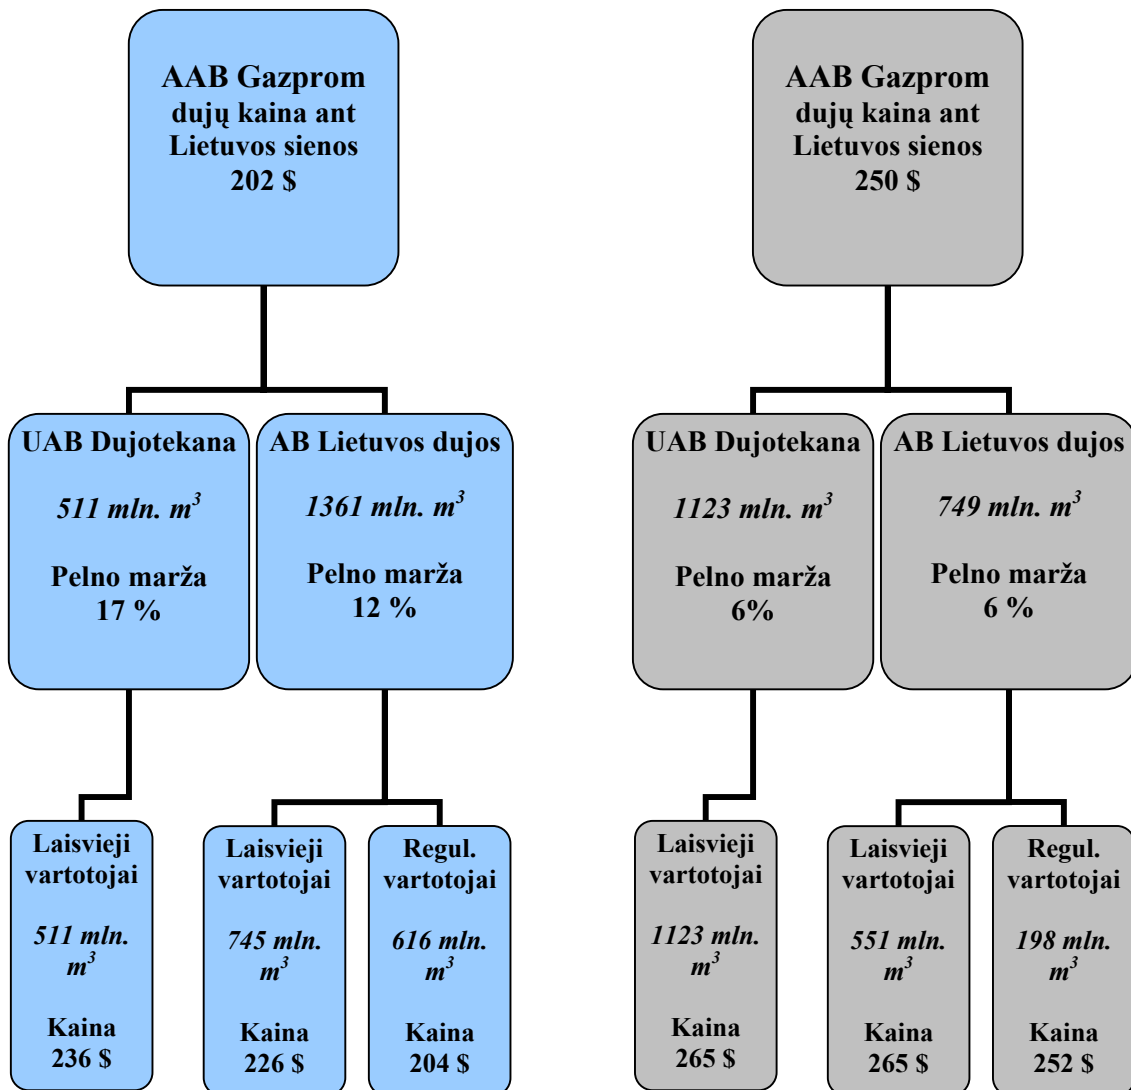 AAB Gazprom
dujų kaina ant
Lietuvos sienos
202 $
AAB Gazprom
dujų kaina ant
Lietuvos sienos
250 $
UAB Dujotekana
511 mln. m³
Pelno marža
17 %
AB Lietuvos dujos
1361 mln. m³
Pelno marža
12 %
UAB Dujotekana
1123 mln. m³
Pelno marža
6%
AB Lietuvos dujos
749 mln. m³
Pelno marža
6 %
Laisvieji
vartotojai
511 mln.
m³
Kaina
236 $
Laisvieji
vartotojai
745 mln.
m³
Kaina
226 $
Regul.
vartotojai
616 mln.
m³
Kaina
204 $
Laisvieji
vartotojai
1123 mln.
m³
Kaina
265 $
Laisvieji
vartotojai
551 mln.
m³
Kaina
265 $
Regul.
vartotojai
198 mln.
m³
Kaina
252 $